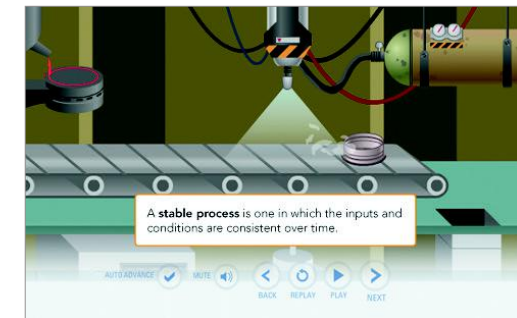 A stable process is one in which the inputs and
conditions are consistent over time.
AUTO ADVANCE MUTE
BACK REPLAY PLAY NEXT